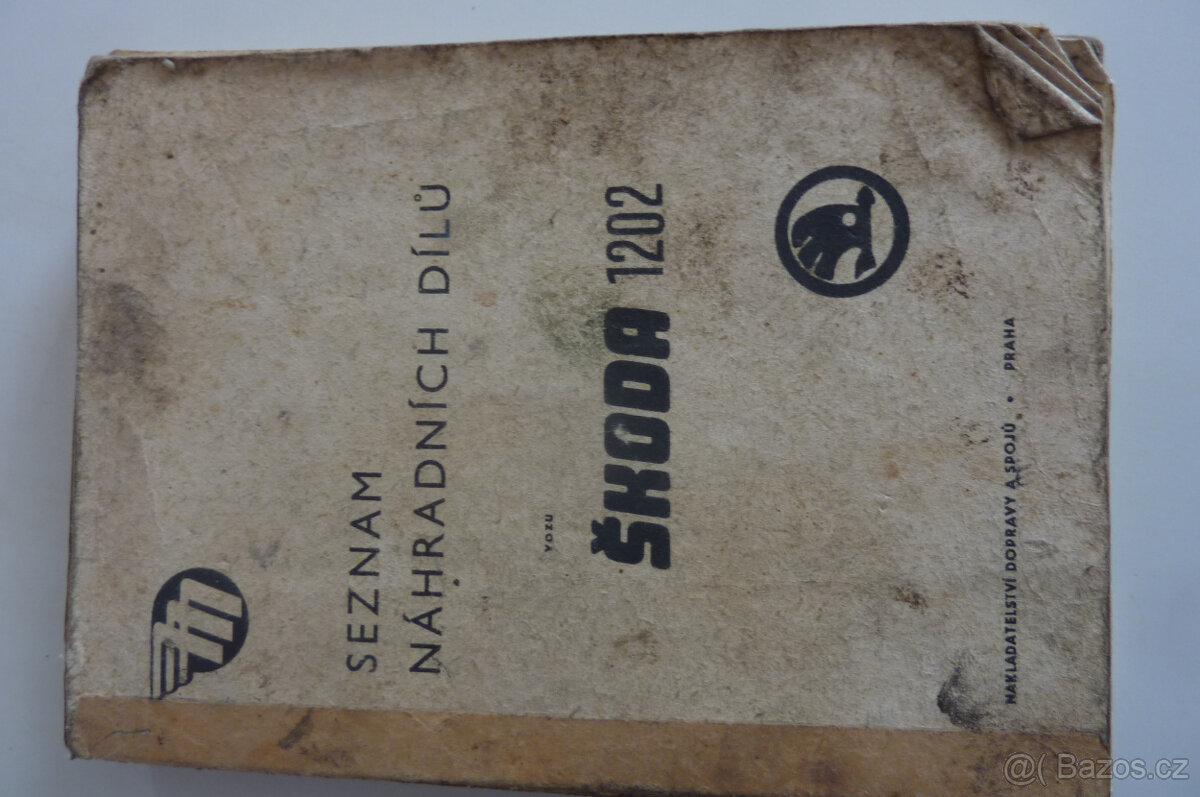 SEZNAM
NÁHRADNÍCH DÍLŮ
VOZU
ŠKODA 1202
NAKLADATELSTVÍ DOPRAVY A SPOJŮ • PRAHA
@( Bazos.cz